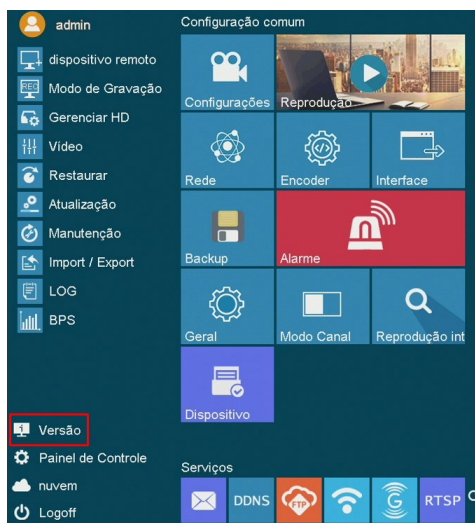 admin
dispositivo remoto
REC
Modo de Gravação
Gerenciar HD
Vídeo
Restaurar
Atualização
Manutenção
Import / Export
LOG
BPS
Versão
Painel de Controle
nuvem
Logoff
Configuração comum
Configurações
Reprodução
Rede
Encoder
Interface
Backup
Alarme
Geral
Modo Canal
Reprodução int
Dispositivo
Serviços
DDNS
FTP
G
RTSP